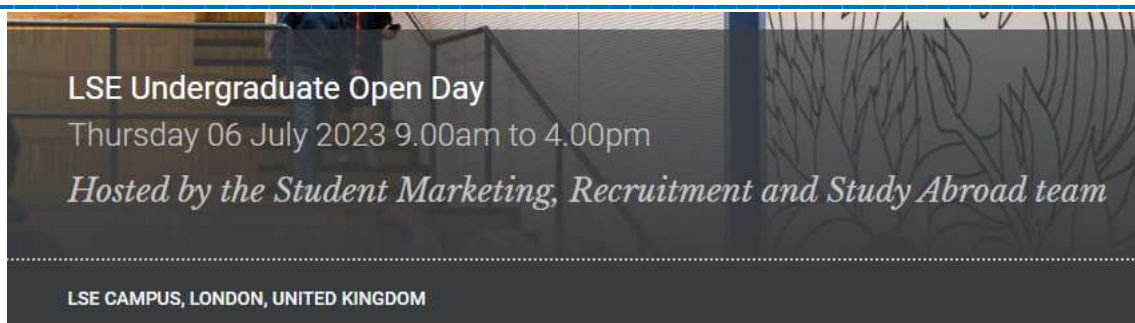 LSE Undergraduate Open Day
Thursday 06 July 2023 9.00am to 4.00pm
Hosted by the Student Marketing, Recruitment and Study Abroad team
LSE CAMPUS, LONDON, UNITED KINGDOM